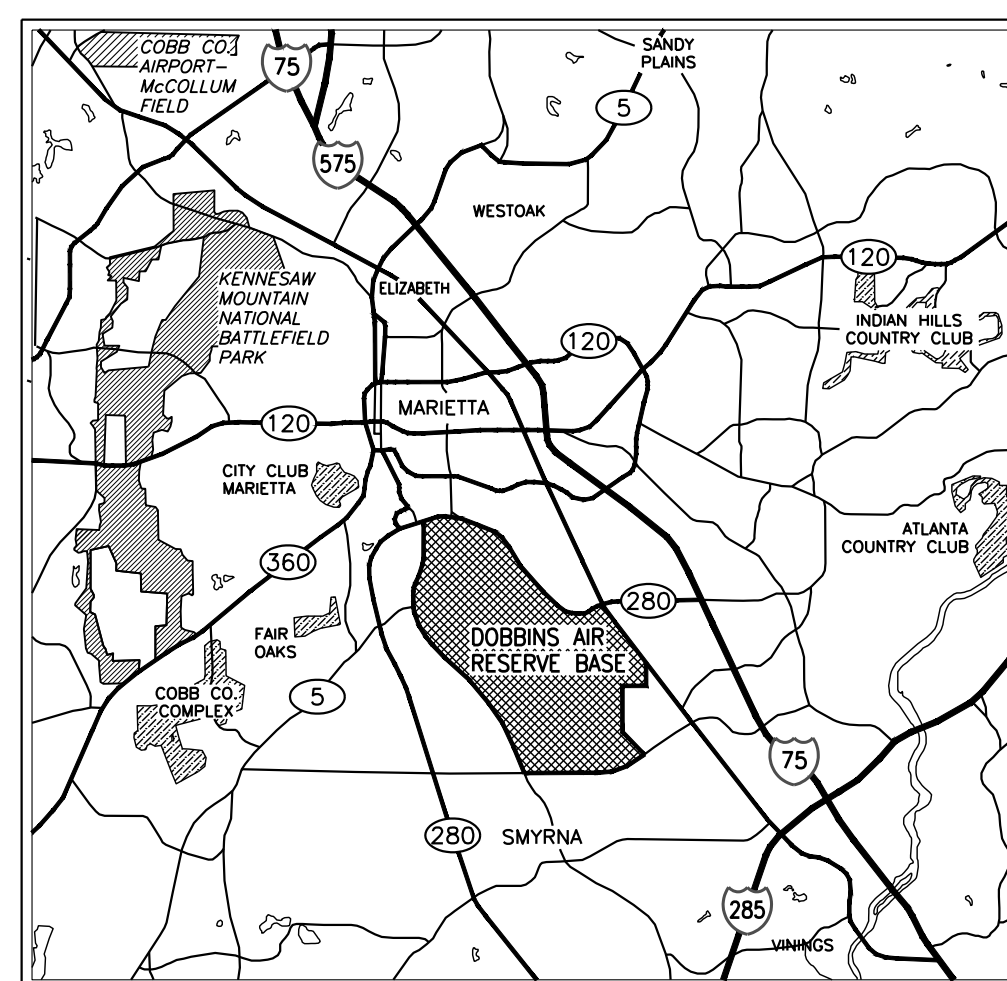 COBB CO.
AIRPORT–
McCOLLUM
FIELD
75
SANDY
PLAINS
5
575
WESTOAK
120
KENNESAW
MOUNTAIN
NATIONAL
BATTLEFIELD
PARK
ELIZABETH
INDIAN HILLS
COUNTRY CLUB
120
MARIETTA
120
CITY CLUB
MARIETTA
ATLANTA
COUNTRY CLUB
360
280
FAIR
OAKS
DOBBINS AIR
RESERVE BASE
COBB CO.
COMPLEX
5
75
280
SMYRNA
285
VININGS